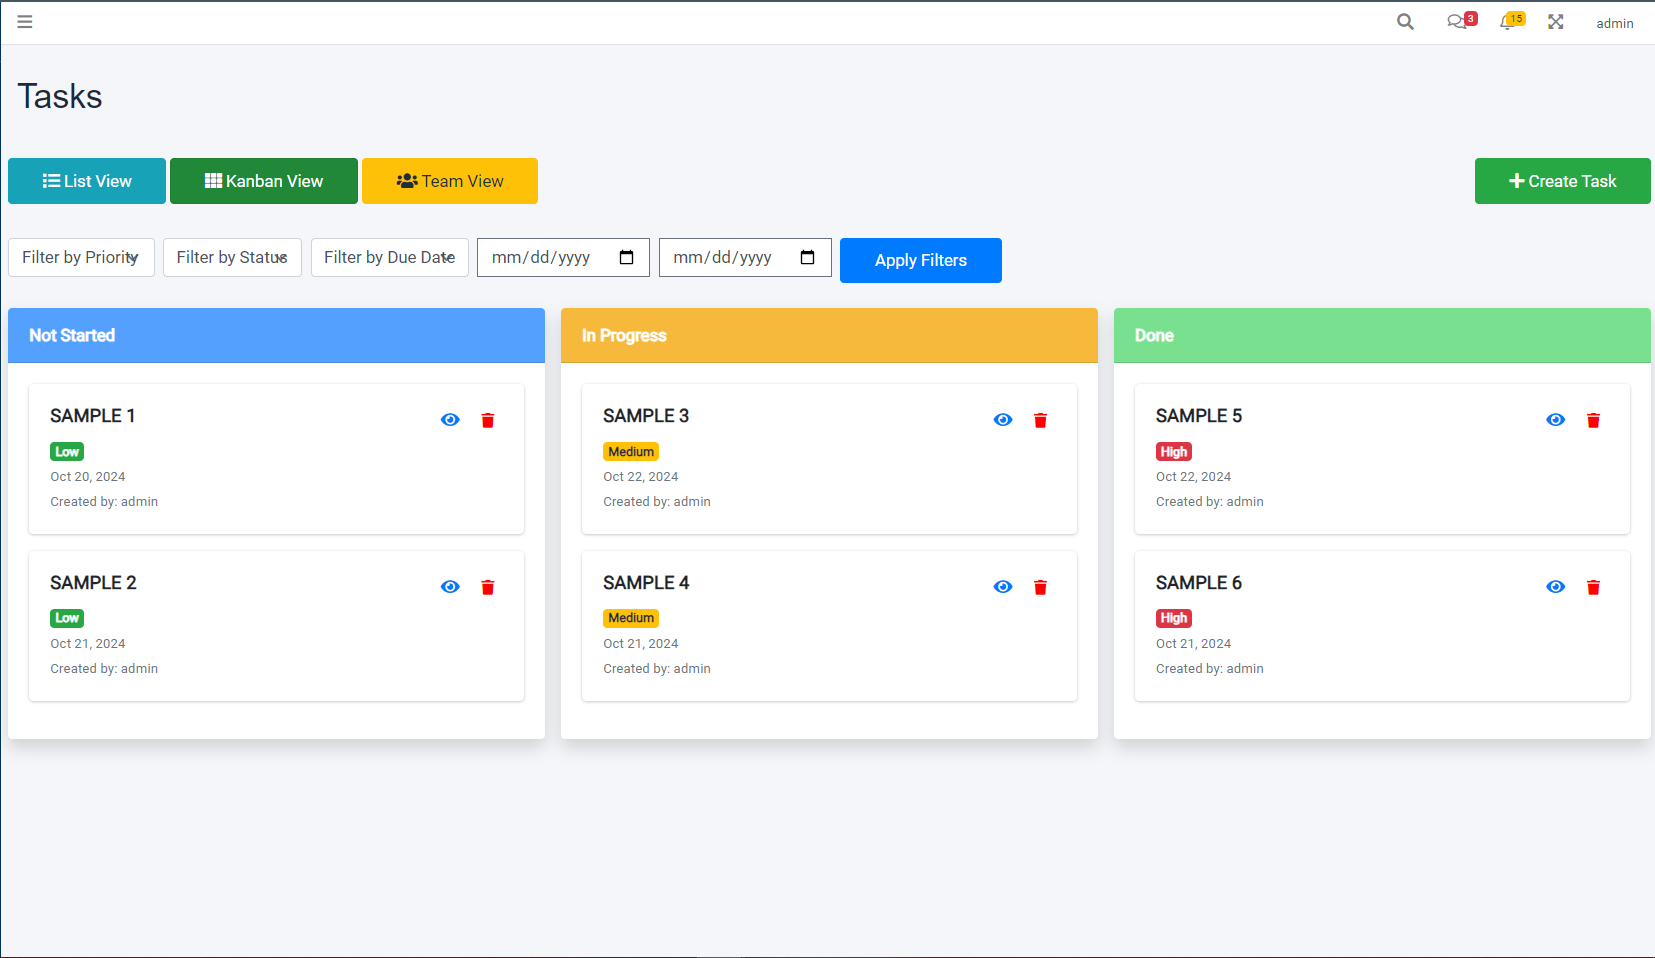 3
15
admin
Tasks
List View
Kanban View
Team View
Create Task
Filter by Priority
Filter by Status
Filter by Due Date
mm/dd/yyyy
mm/dd/yyyy
Apply Filters
Not Started
SAMPLE 1
Low
Oct 20, 2024
Created by: admin
SAMPLE 2
Low
Oct 21, 2024
Created by: admin
In Progress
SAMPLE 3
Medium
Oct 22, 2024
Created by: admin
SAMPLE 4
Medium
Oct 21, 2024
Created by: admin
Done
SAMPLE 5
High
Oct 22, 2024
Created by: admin
SAMPLE 6
High
Oct 21, 2024
Created by: admin